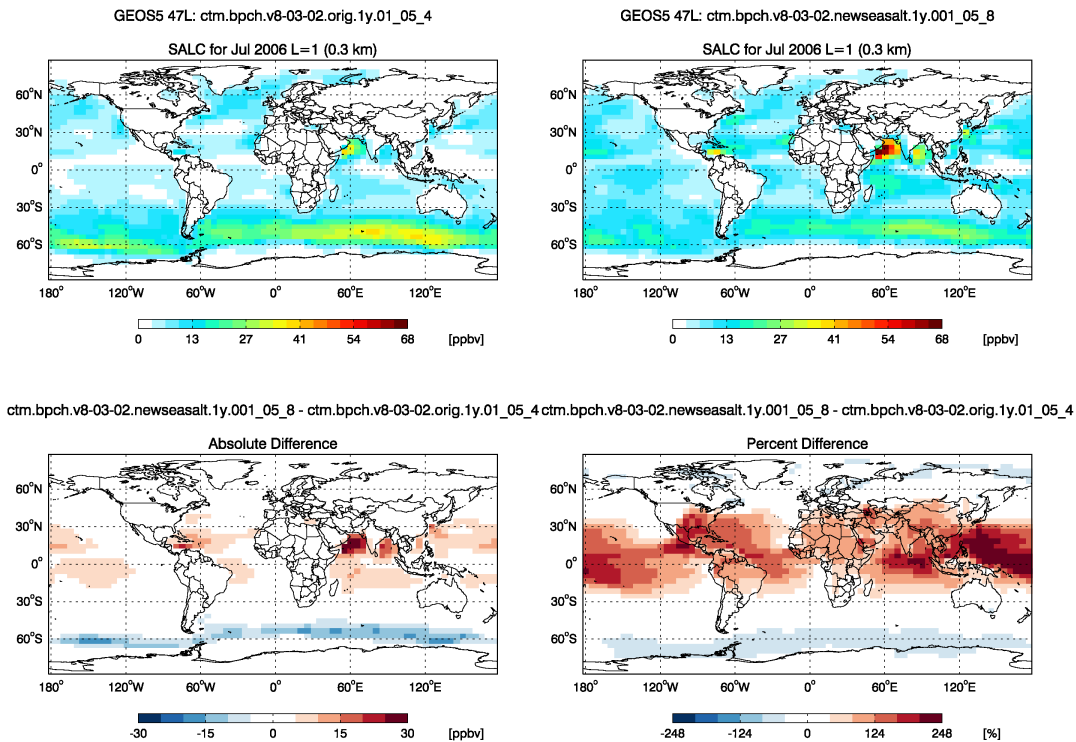 GEOS5 47L: ctm.bpch.v8-03-02.orig.1y.01_05_4
SALC for Jul 2006 L=1 (0.3 km)
60°N
30°N
0°
30°S
60°S
180° 120°W 60°W 0° 60°E 120°E
0 13 27 41 54 68 [ppbv]
GEOS5 47L: ctm.bpch.v8-03-02.newseasalt.1y.001_05_8
SALC for Jul 2006 L=1 (0.3 km)
60°N
30°N
0°
30°S
60°S
180° 120°W 60°W 0° 60°E 120°E
0 13 27 41 54 68 [ppbv]
ctm.bpch.v8-03-02.newseasalt.1y.001_05_8 - ctm.bpch.v8-03-02.orig.1y.01_05_4
Absolute Difference
60°N
30°N
0°
30°S
60°S
180° 120°W 60°W 0° 60°E 120°E
-30 -15 0 15 30 [ppbv]
ctm.bpch.v8-03-02.newseasalt.1y.001_05_8 - ctm.bpch.v8-03-02.orig.1y.01_05_4
Percent Difference
60°N
30°N
0°
30°S
60°S
180° 120°W 60°W 0° 60°E 120°E
-248 -124 0 124 248 [%]